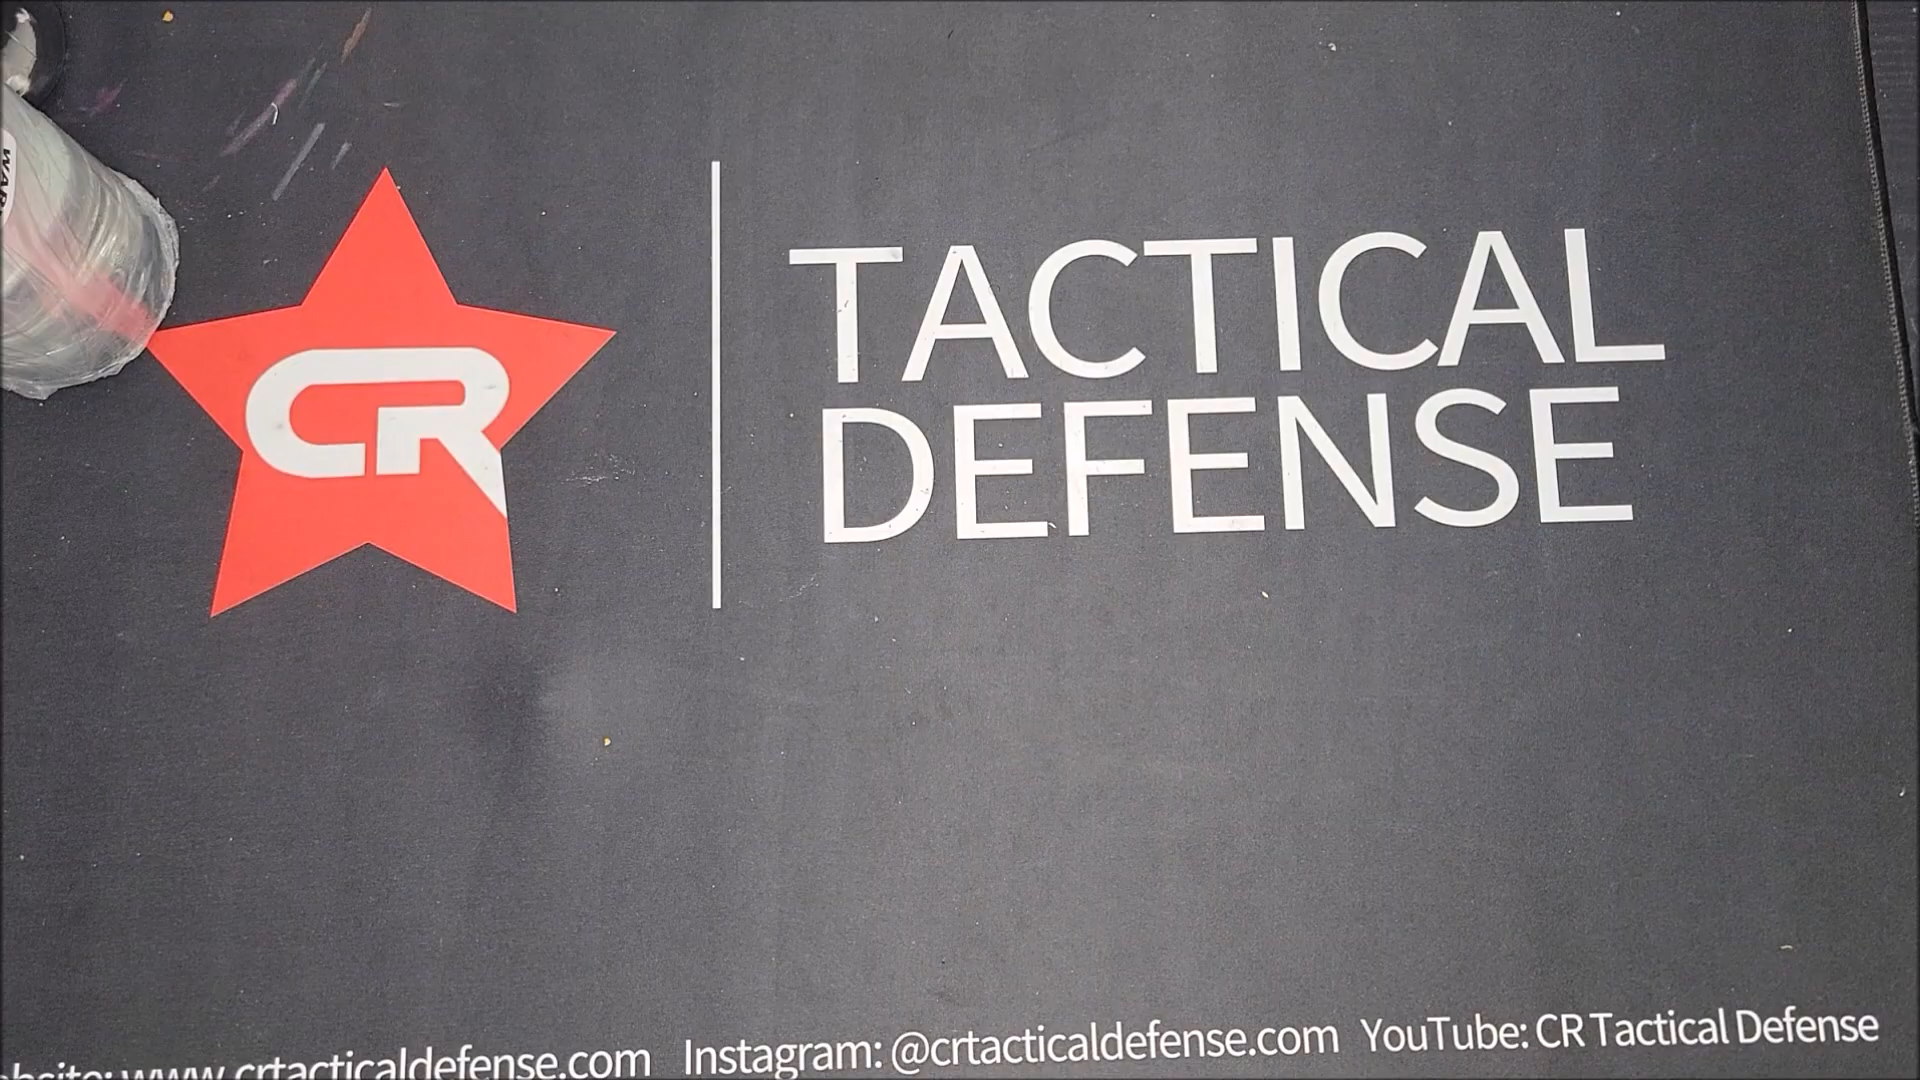 CR
TACTICAL
DEFENSE
www.crtacticaldefense.com Instagram: @crtacticaldefense.com YouTube: CR Tactical Defense